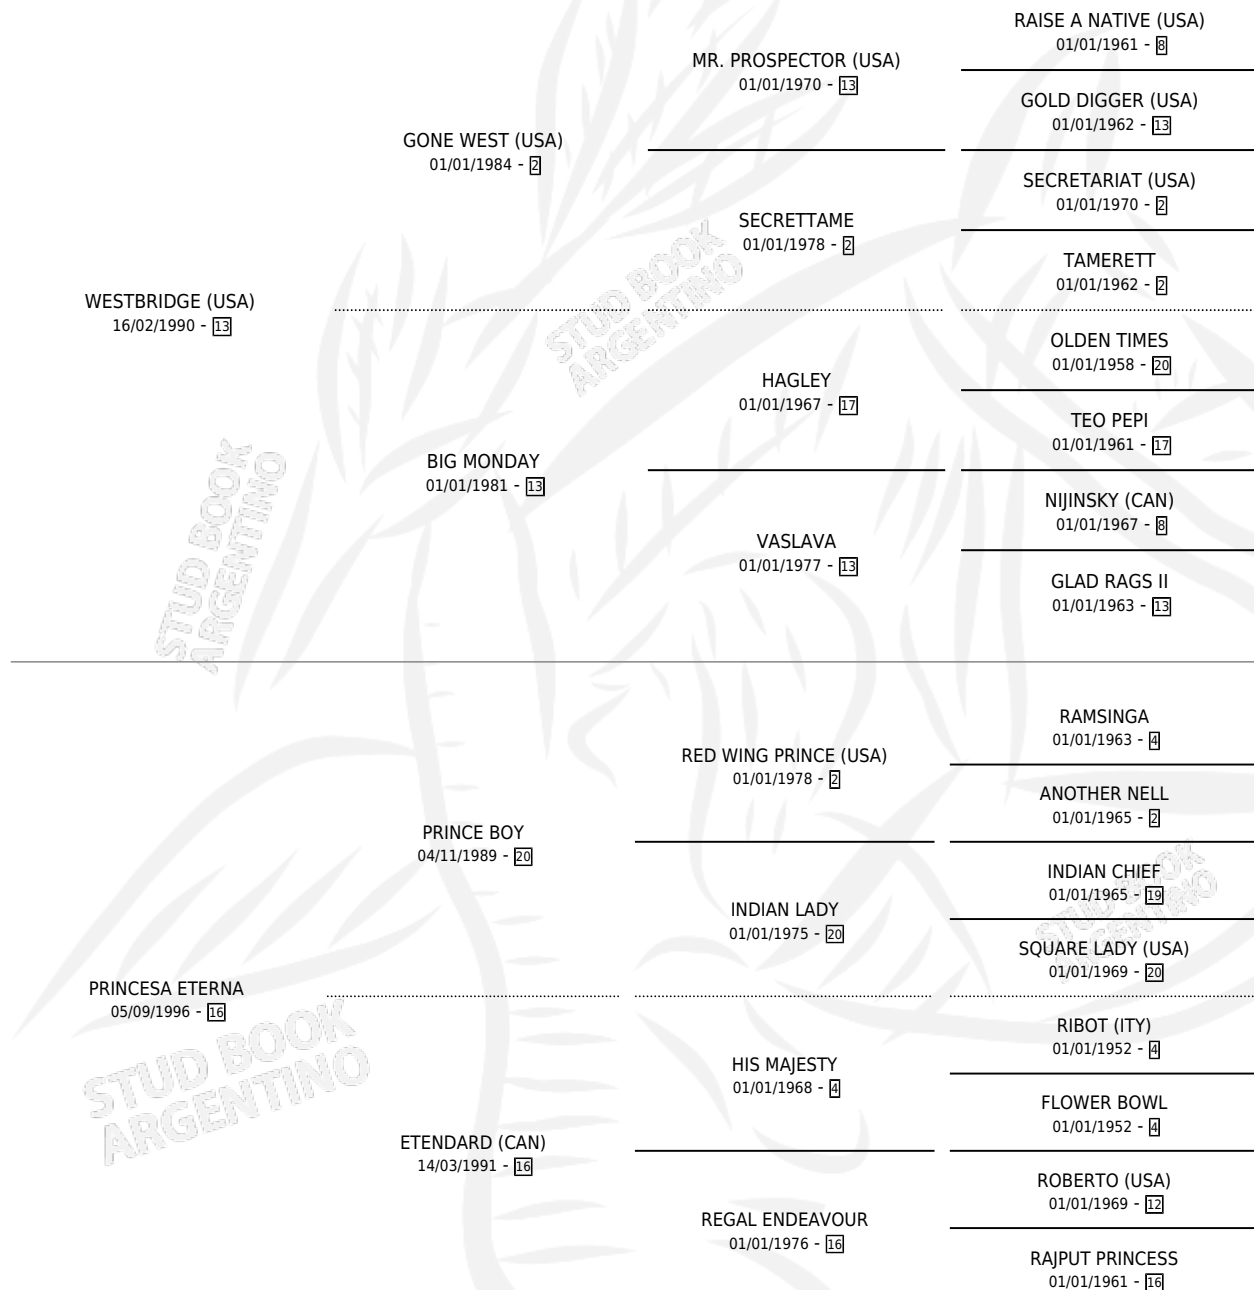 WESTBRIDGE (USA)
16/02/1990 - 13
GONE WEST (USA)
01/01/1984 - 2
BIG MONDAY
01/01/1981 - 13
MR. PROSPECTOR (USA)
01/01/1970 - 13
SECRETTAME
01/01/1978 - 2
HAGLEY
01/01/1967 - 17
VASLAVA
01/01/1977 - 13
RAISE A NATIVE (USA)
01/01/1961 - 8
GOLD DIGGER (USA)
01/01/1962 - 13
SECRETARIAT (USA)
01/01/1970 - 2
TAMERETT
01/01/1962 - 2
OLDEN TIMES
01/01/1958 - 20
TEO PEPI
01/01/1961 - 17
NIJINSKY (CAN)
01/01/1967 - 8
GLAD RAGS II
01/01/1963 - 13
PRINCESA ETERNA
05/09/1996 - 16
PRINCE BOY
04/11/1989 - 20
ETENDARD (CAN)
14/03/1991 - 16
RED WING PRINCE (USA)
01/01/1978 - 2
INDIAN LADY
01/01/1975 - 20
HIS MAJESTY
01/01/1968 - 4
REGAL ENDEAVOUR
01/01/1976 - 16
RAMSINGA
01/01/1963 - 4
ANOTHER NELL
01/01/1965 - 2
INDIAN CHIEF
01/01/1965 - 19
SQUARE LADY (USA)
01/01/1969 - 20
RIBOT (ITY)
01/01/1952 - 4
FLOWER BOWL
01/01/1952 - 4
ROBERTO (USA)
01/01/1969 - 12
RAJPUT PRINCESS
01/01/1961 - 16
STUD BOOK
ARGENTINO
STUD BOOK
ARGENTINO
STUD BOOK
ARGENTINO
STUD BOOK
ARGENTINO